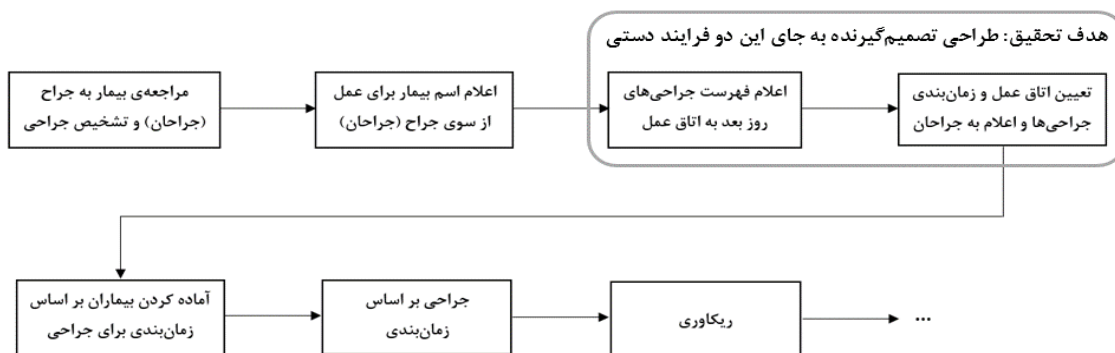 هدف تحقیق: طراحی تصمیم‌گیرنده به جای این دو فرایند دستی
مراجعه‌ی بیمار به جراح
(جراحان) و تشخیص جراحی
اعلام اسم بیمار برای عمل
از سوی جراح (جراحان)
اعلام فهرست جراحی‌های
روز بعد به اتاق عمل
تعیین اتاق عمل و زمان‌بندی
جراحی‌ها و اعلام به جراحان
آماده کردن بیماران بر اساس
زمان‌بندی برای جراحی
جراحی بر اساس
زمان‌بندی
ریکاوری
...